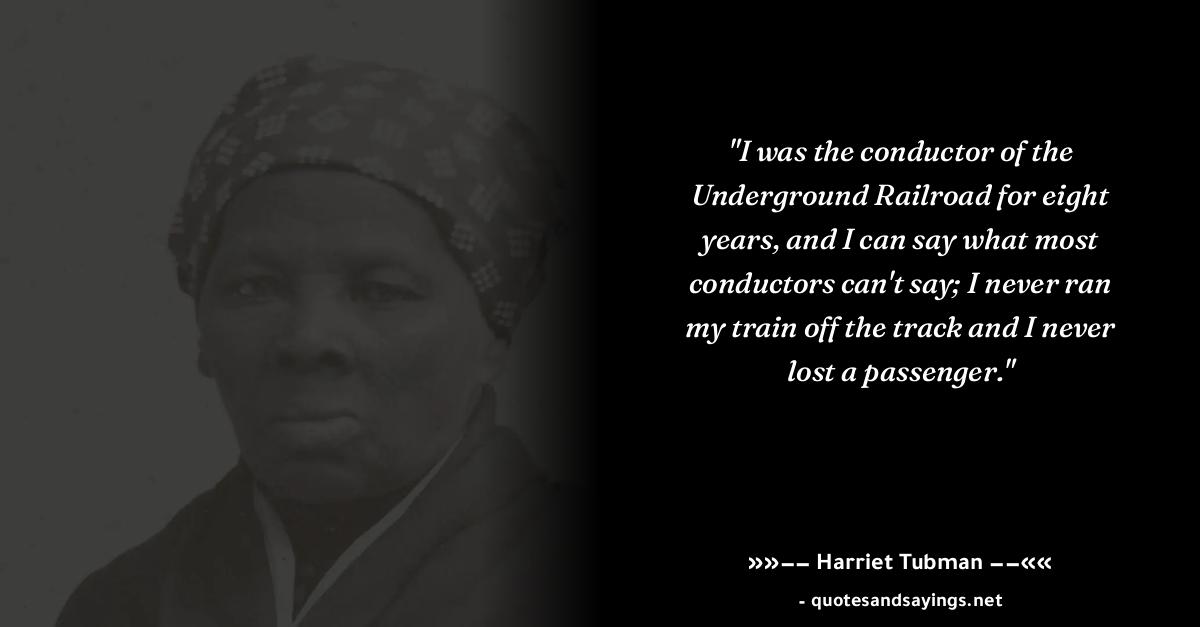 "I was the conductor of the
Underground Railroad for eight
years, and I can say what most
conductors can't say; I never ran
my train off the track and I never
lost a passenger."
»»−− Harriet Tubman −−««
- quotesandsayings.net